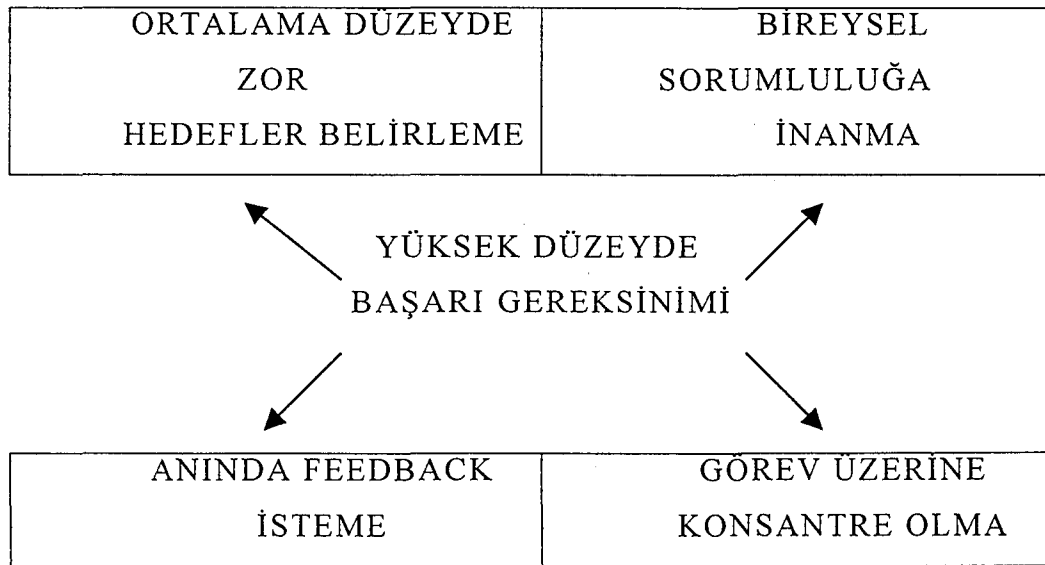 ORTALAMA DÜZEYDE
ZOR
HEDEFLER BELİRLEME
BİREYSEL
SORUMLULUĞA
İNANMA
YÜKSEK DÜZEYDE
BAŞARI GEREKSİNİMİ
ANINDA FEEDBACK
İSTEME
GÖREV ÜZERİNE
KONSANTRE OLMA